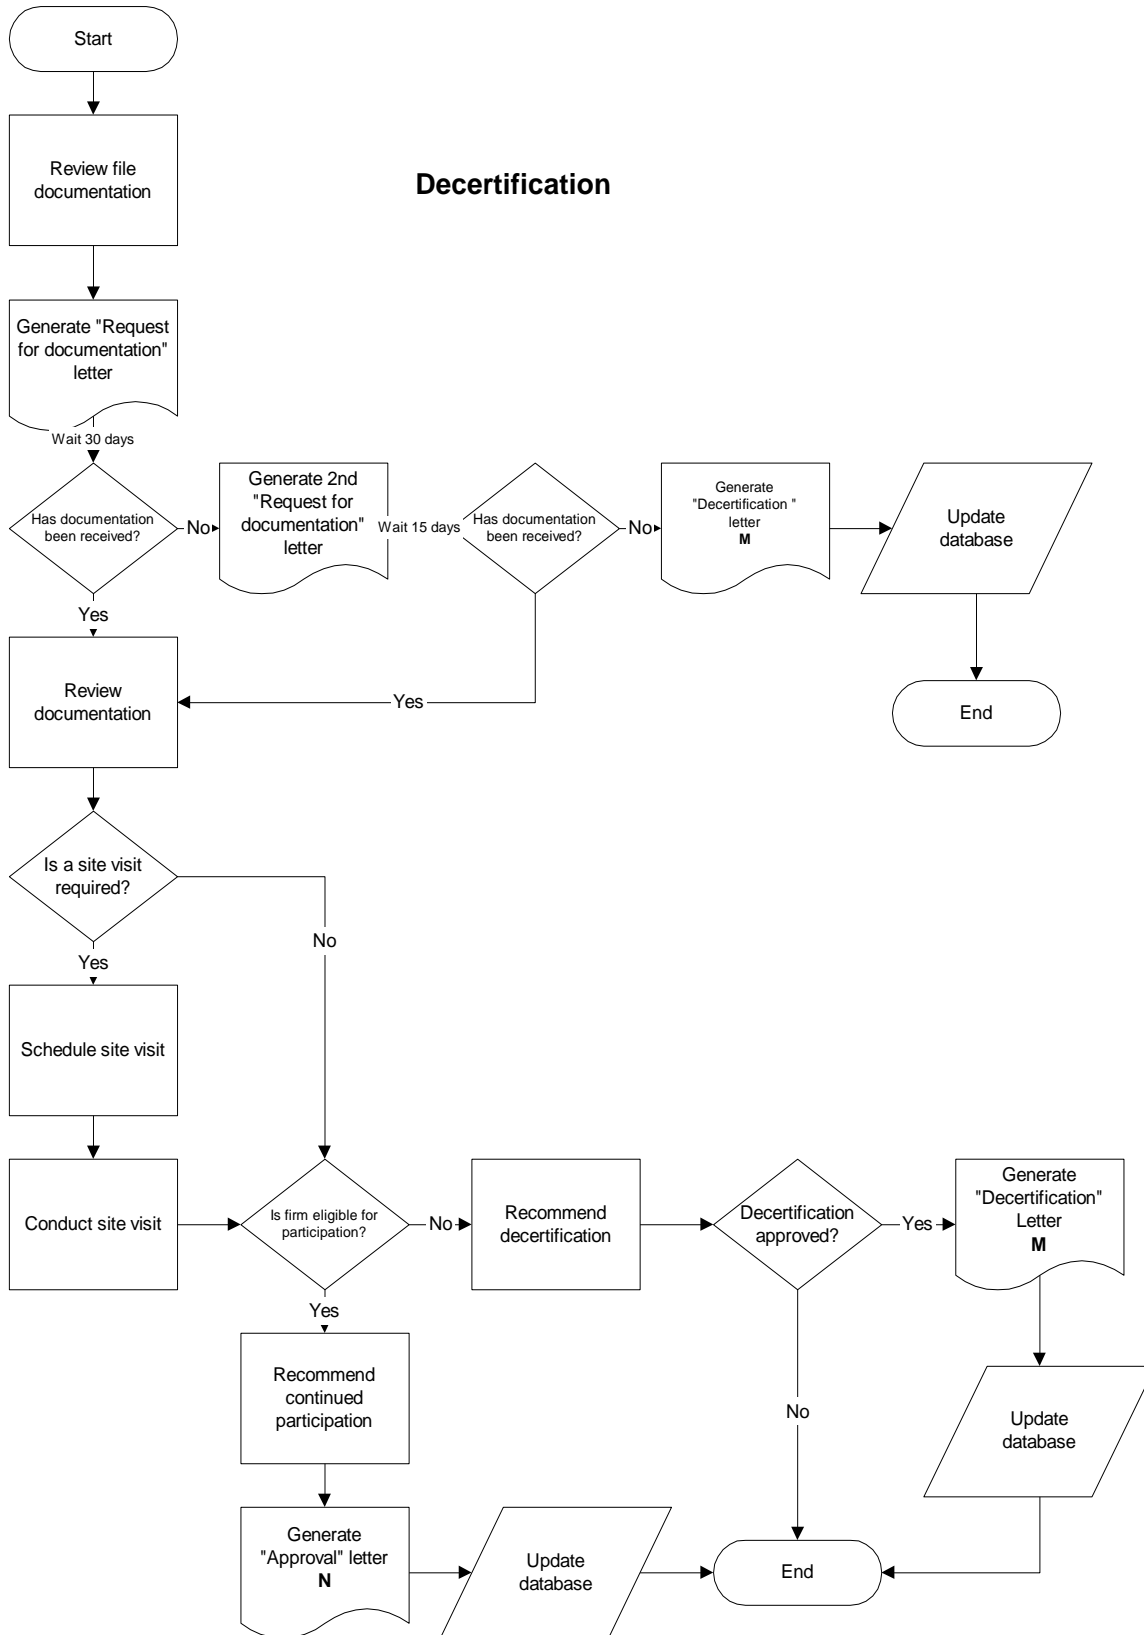 Start
Review file
documentation
Decertification
Generate "Request
for documentation"
letter
Wait 30 days
Has documentation
been received?
No
Generate 2nd
"Request for
documentation"
letter
Wait 15 days
Has documentation
been received?
No
Generate
"Decertification "
letter
M
Update
database
Yes
Review
documentation
Yes
End
Is a site visit
required?
No
Yes
Schedule site visit
Conduct site visit
Is firm eligible for
participation?
No
Recommend
decertification
Decertification
approved?
Yes
Generate
"Decertification"
Letter
M
Yes
Recommend
continued
participation
No
Update
database
Generate
"Approval" letter
N
Update
database
End